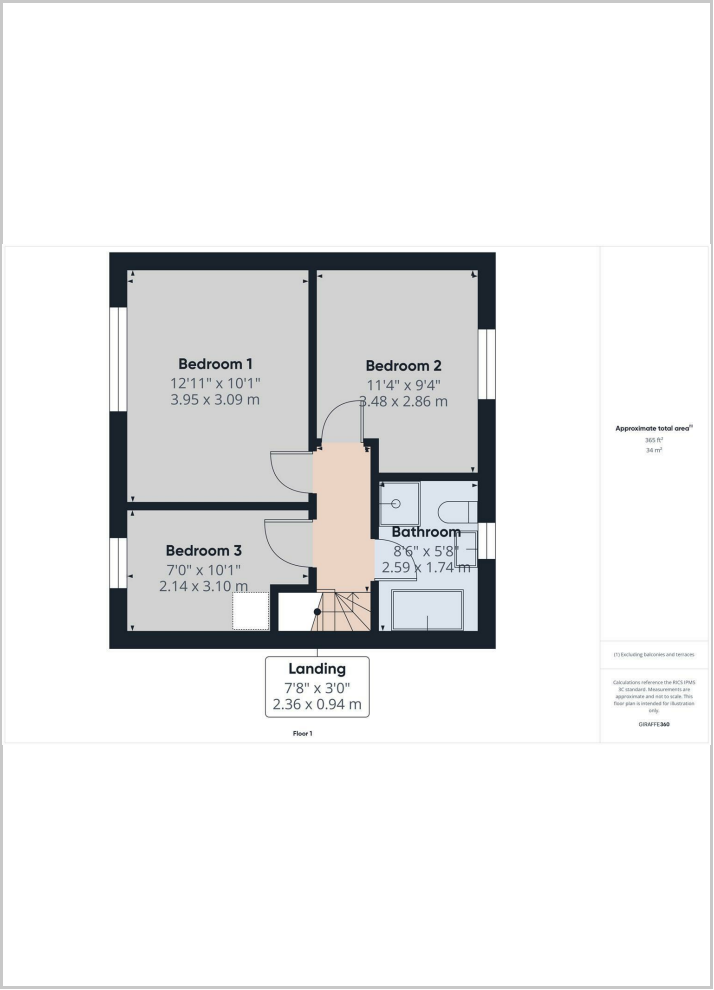 Bedroom 1
12'11" x 10'1"
3.95 x 3.09 m
Bedroom 2
11'4" x 9'4"
3.48 x 2.86 m
Bathroom
8'6" x 5'8"
2.59 x 1.74 m
Bedroom 3
7'0" x 10'1"
2.14 x 3.10 m
Landing
7'8" x 3'0"
2.36 x 0.94 m
Floor 1
Approximate total area⁽¹⁾
365 ft²
34 m²
(1) Excluding balconies and terraces
Calculations reference the RICS IPMS
3C standard. Measurements are
approximate and not to scale. This
floor plan is intended for illustration
only.
GIRAFFE360